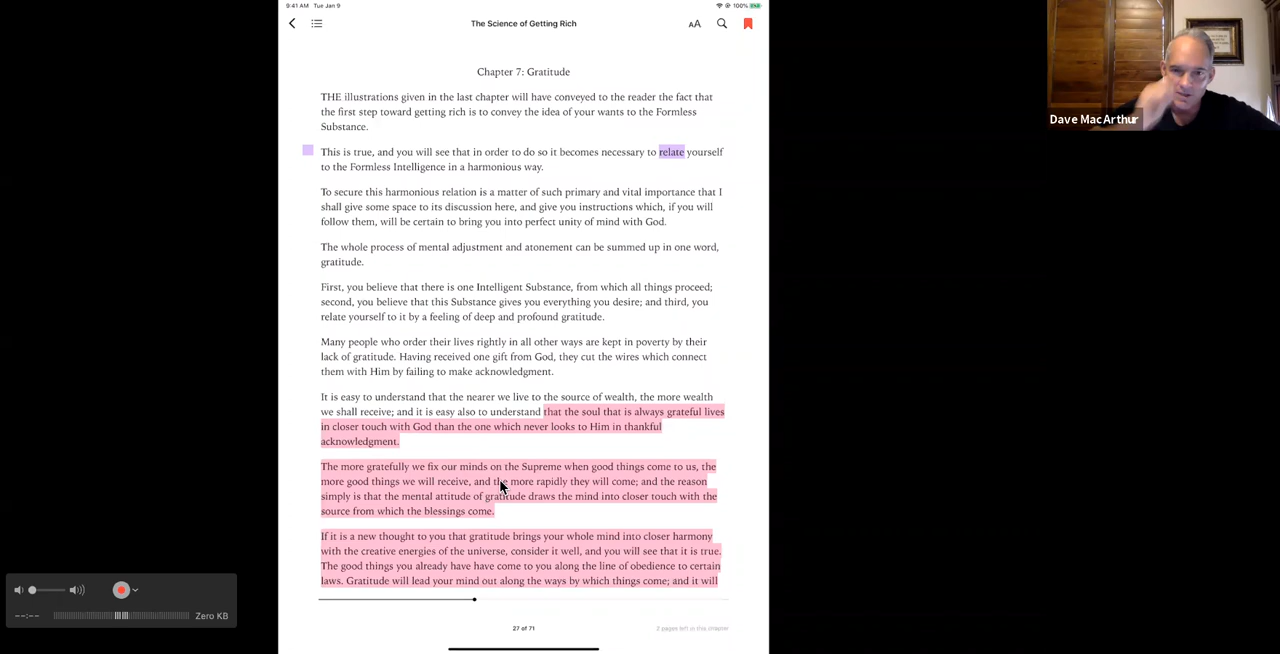 9:41 AM Tue Jan 9
100%
The Science of Getting Rich
AA
Chapter 7: Gratitude
THE illustrations given in the last chapter will have conveyed to the reader the fact that
the first step toward getting rich is to convey the idea of your wants to the Formless
Substance.
This is true, and you will see that in order to do so it becomes necessary to relate yourself
to the Formless Intelligence in a harmonious way.
To secure this harmonious relation is a matter of such primary and vital importance that I
shall give some space to its discussion here, and give you instructions which, if you will
follow them, will be certain to bring you into perfect unity of mind with God.
The whole process of mental adjustment and atonement can be summed up in one word,
gratitude.
First, you believe that there is one Intelligent Substance, from which all things proceed;
second, you believe that this Substance gives you everything you desire; and third, you
relate yourself to it by a feeling of deep and profound gratitude.
Many people who order their lives rightly in all other ways are kept in poverty by their
lack of gratitude. Having received one gift from God, they cut the wires which connect
them with Him by failing to make acknowledgment.
It is easy to understand that the nearer we live to the source of wealth, the more wealth
we shall receive; and it is easy also to understand that the soul that is always grateful lives
in closer touch with God than the one which never looks to Him in thankful
acknowledgment.
The more gratefully we fix our minds on the Supreme when good things come to us, the
more good things we will receive, and the more rapidly they will come; and the reason
simply is that the mental attitude of gratitude draws the mind into closer touch with the
source from which the blessings come.
If it is a new thought to you that gratitude brings your whole mind into closer harmony
with the creative energies of the universe, consider it well, and you will see that it is true.
The good things you already have have come to you along the line of obedience to certain
laws. Gratitude will lead your mind out along the ways by which things come; and it will
27 of 71
2 pages left in this chapter
Dave MacArthur
--:--
Zero KB